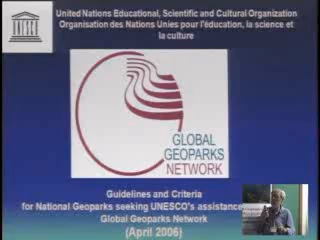 United Nations Educational, Scientific and Cultural Organization
Organisation des Nations Unies pour l'éducation, la science et
la culture
UNESCO
GLOBAL
GEOPARKS
NETWORK
Guidelines and Criteria
for National Geoparks seeking UNESCO's assistance
Global Geoparks Network
(April 2006)